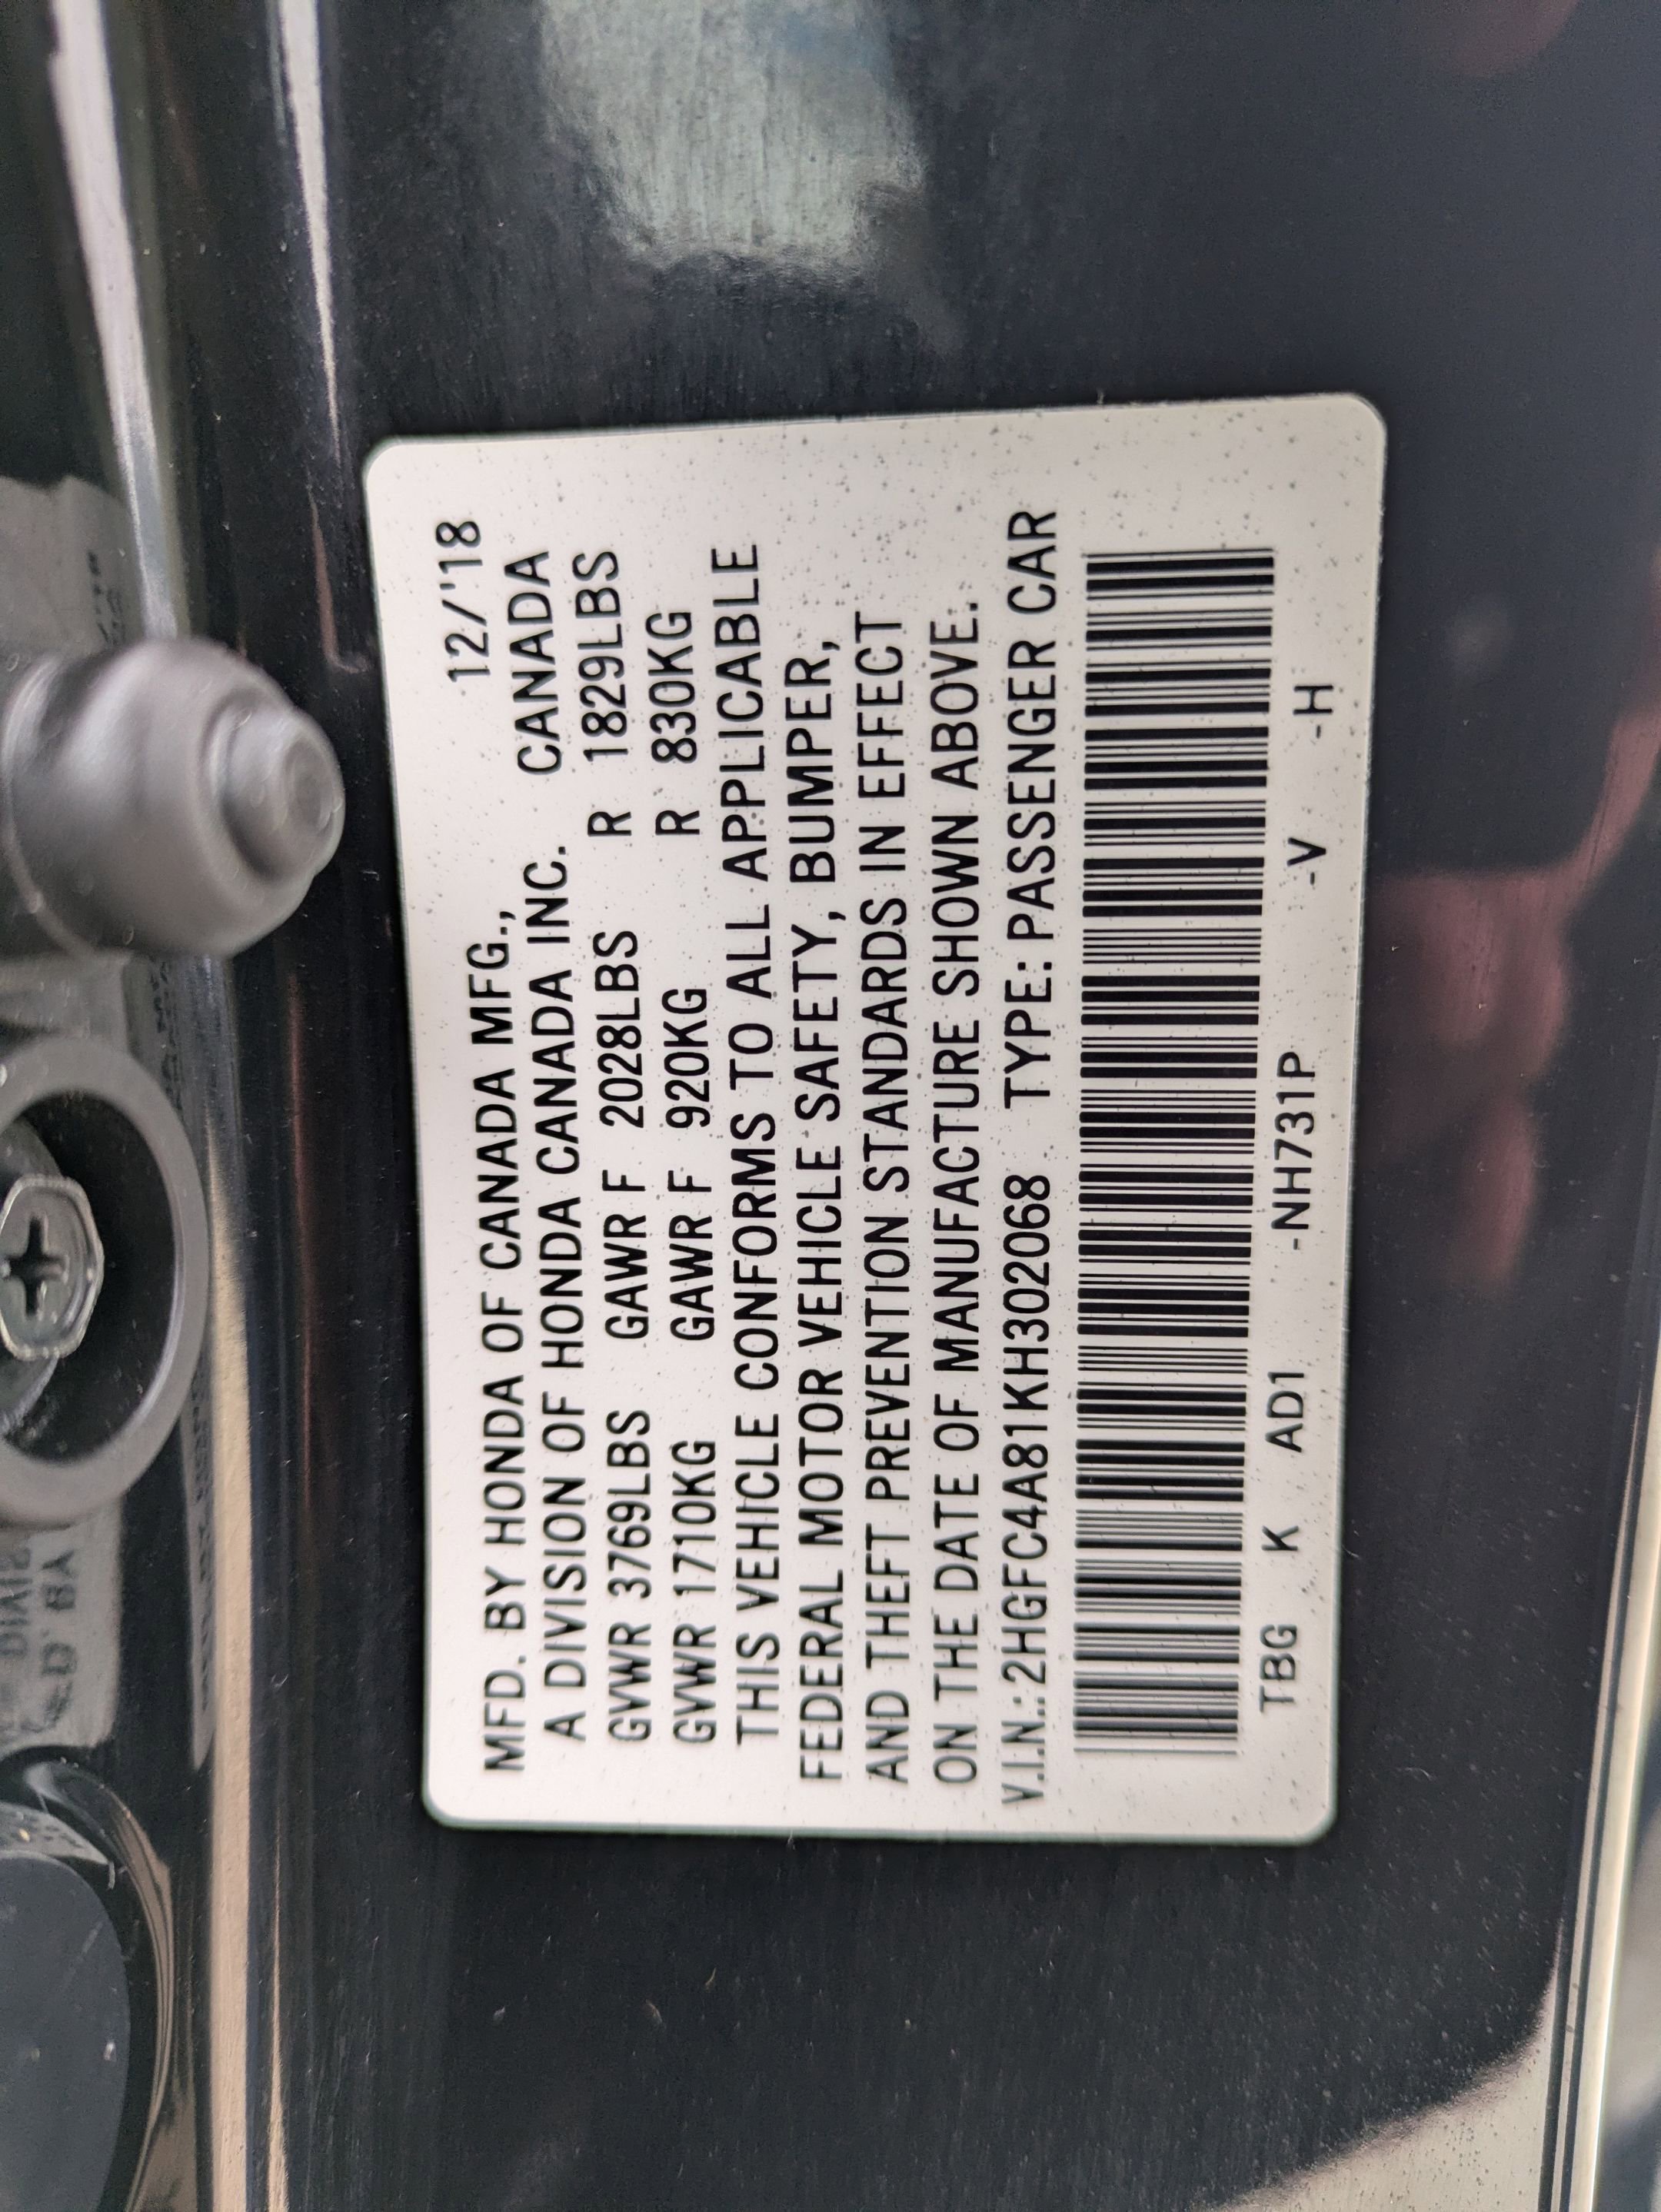 MFD. BY HONDA OF CANADA MFG., 12/'18
A DIVISION OF HONDA CANADA INC. CANADA
GVWR 3769LBS GAWR F 2028LBS R 1829LBS
GVWR 1710KG GAWR F 920KG R 830KG
THIS VEHICLE CONFORMS TO ALL APPLICABLE
FEDERAL MOTOR VEHICLE SAFETY, BUMPER,
AND THEFT PREVENTION STANDARDS IN EFFECT
ON THE DATE OF MANUFACTURE SHOWN ABOVE.
V.I.N.:2HGFC4A81KH302068 TYPE: PASSENGER CAR
TBG K AD1 -NH731P -V -H